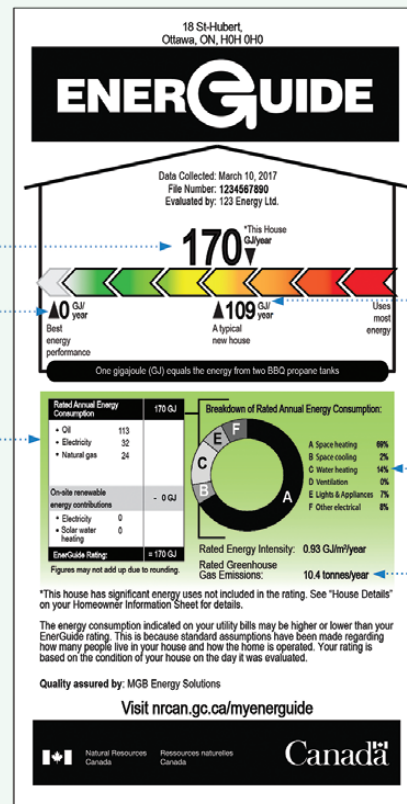 18 St-Hubert,
Ottawa, ON, H0H 0H0
ENERGUIDE
Data Collected: March 10, 2017
File Number: 1234567890
Evaluated by: 123 Energy Ltd.
170 *This House
GJ/year
0 GJ/
year
109 GJ/
year
Uses
most
energy
Best
energy
performance
A typical
new house
One gigajoule (GJ) equals the energy from two BBQ propane tanks
Rated Annual Energy
Consumption 170 GJ
• Oil 113
• Electricity 32
• Natural gas 24
On-site renewable
energy contributions - 0 GJ
• Electricity 0
• Solar water
heating 0
EnerGuide Rating: = 170 GJ
Figures may not add up due to rounding.
Breakdown of Rated Annual Energy Consumption:
F
E
C
B
A
A Space heating 69%
B Space cooling 2%
C Water heating 14%
D Ventilation 0%
E Lights & Appliances 7%
F Other electrical 8%
Rated Energy Intensity: 0.93 GJ/m²/year
Rated Greenhouse
Gas Emissions: 10.4 tonnes/year
*This house has significant energy uses not included in the rating. See “House Details”
on your Homeowner Information Sheet for details.
The energy consumption indicated on your utility bills may be higher or lower than your
EnerGuide rating. This is because standard assumptions have been made regarding
how many people live in your house and how the home is operated. Your rating is
based on the condition of your house on the day it was evaluated.
Quality assured by: MGB Energy Solutions
Visit nrcan.gc.ca/myenerguide
Natural Resources
Canada
Ressources naturelles
Canada
Canada